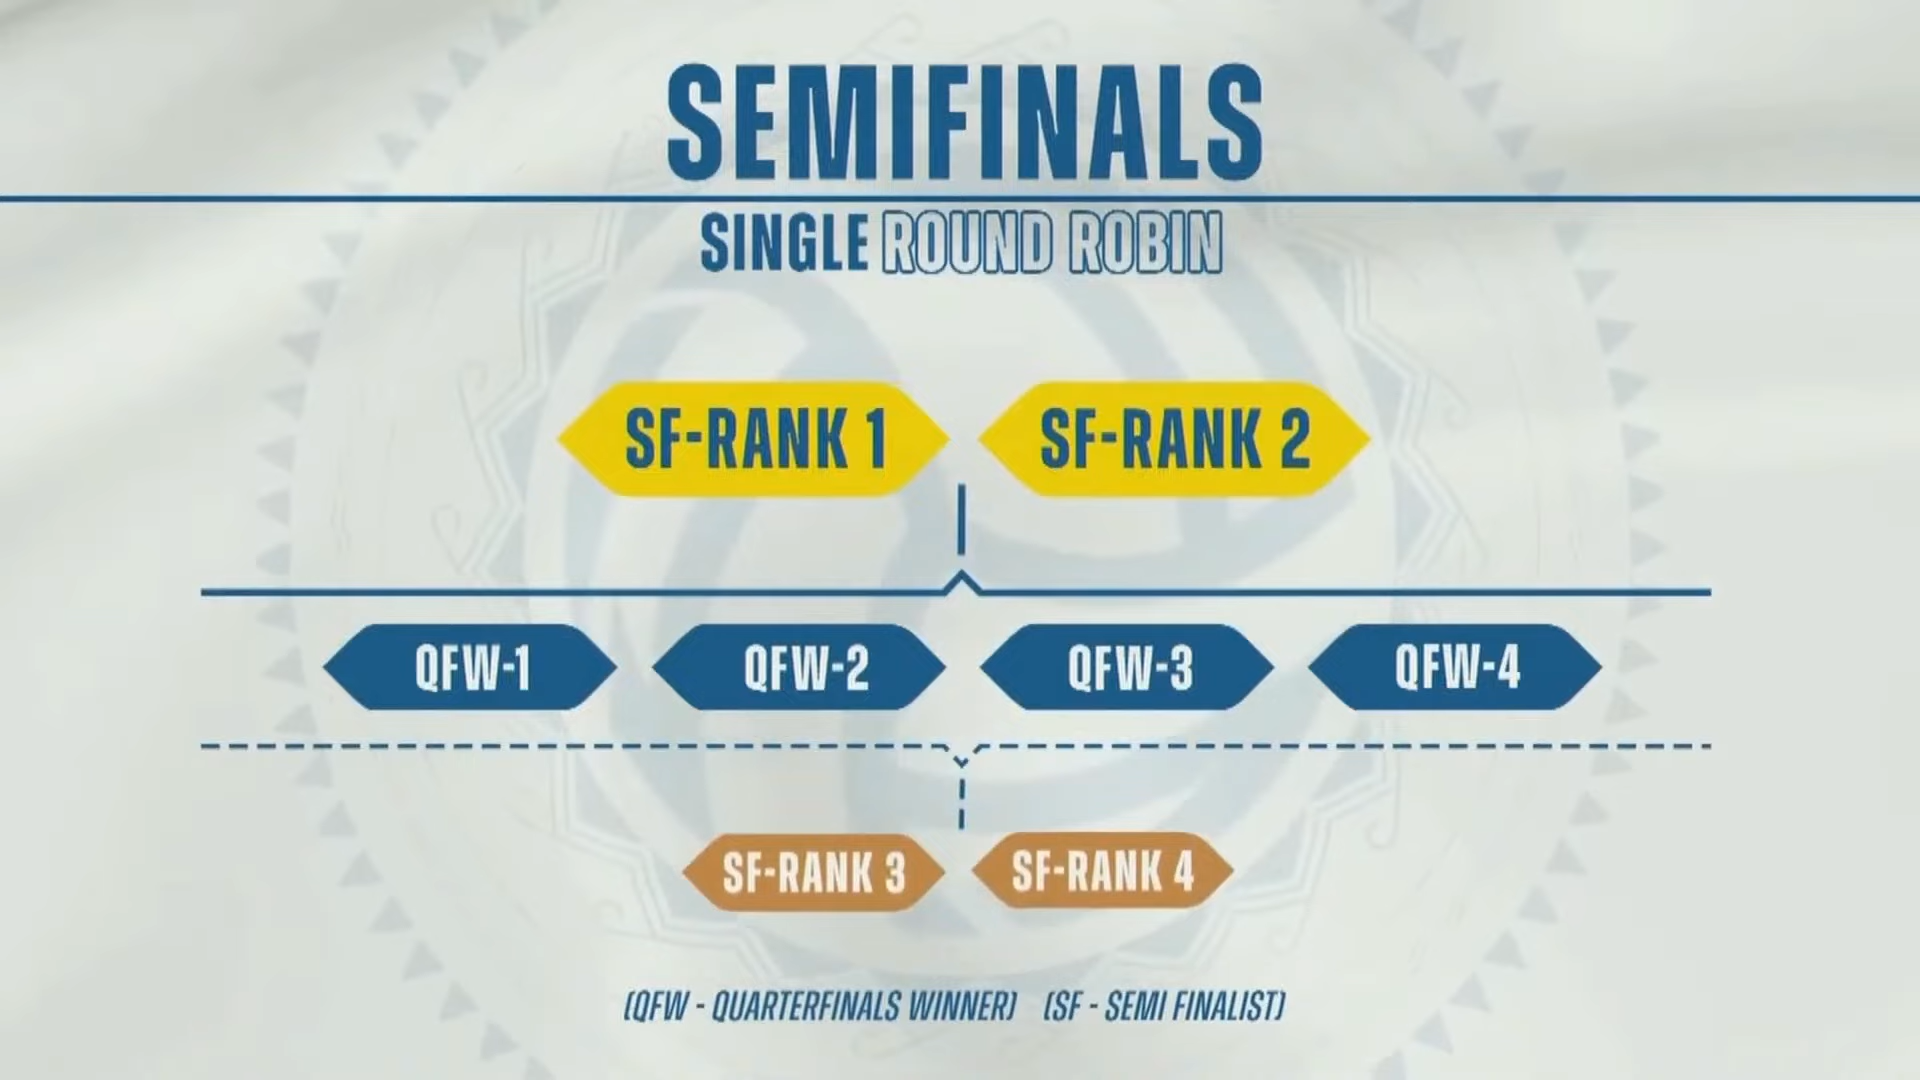 SEMIFINALS
SINGLE ROUND ROBIN
SF-RANK 1 SF-RANK 2
QFW-1 QFW-2 QFW-3 QFW-4
SF-RANK 3 SF-RANK 4
(QFW - QUARTERFINALS WINNER) (SF - SEMI FINALIST)